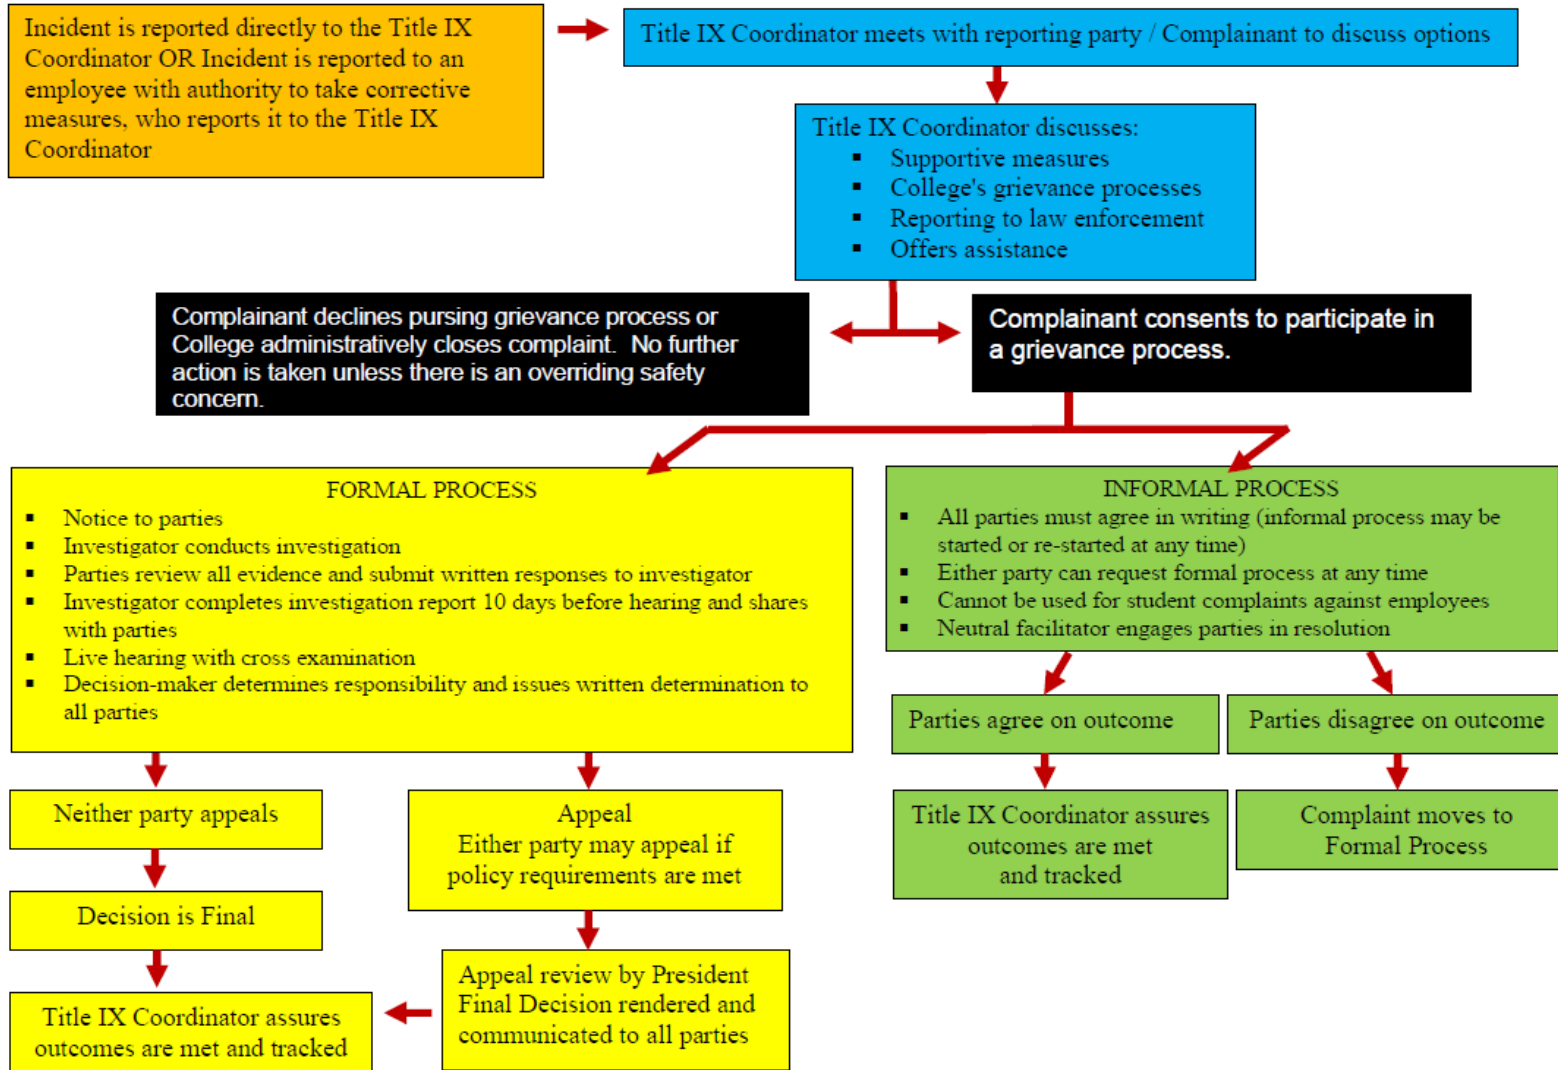 Incident is reported directly to the Title IX
Coordinator OR Incident is reported to an
employee with authority to take corrective
measures, who reports it to the Title IX
Coordinator
Title IX Coordinator meets with reporting party / Complainant to discuss options
Title IX Coordinator discusses:
▪ Supportive measures
▪ College's grievance processes
▪ Reporting to law enforcement
▪ Offers assistance
Complainant declines pursing grievance process or
College administratively closes complaint. No further
action is taken unless there is an overriding safety
concern.
Complainant consents to participate in
a grievance process.
FORMAL PROCESS
▪ Notice to parties
▪ Investigator conducts investigation
▪ Parties review all evidence and submit written responses to investigator
▪ Investigator completes investigation report 10 days before hearing and shares
with parties
▪ Live hearing with cross examination
▪ Decision-maker determines responsibility and issues written determination to
all parties
INFORMAL PROCESS
▪ All parties must agree in writing (informal process may be
started or re-started at any time)
▪ Either party can request formal process at any time
▪ Cannot be used for student complaints against employees
▪ Neutral facilitator engages parties in resolution
Parties agree on outcome
Parties disagree on outcome
Neither party appeals
Appeal
Either party may appeal if
policy requirements are met
Title IX Coordinator assures
outcomes are met
and tracked
Complaint moves to
Formal Process
Decision is Final
Appeal review by President
Final Decision rendered and
communicated to all parties
Title IX Coordinator assures
outcomes are met and tracked